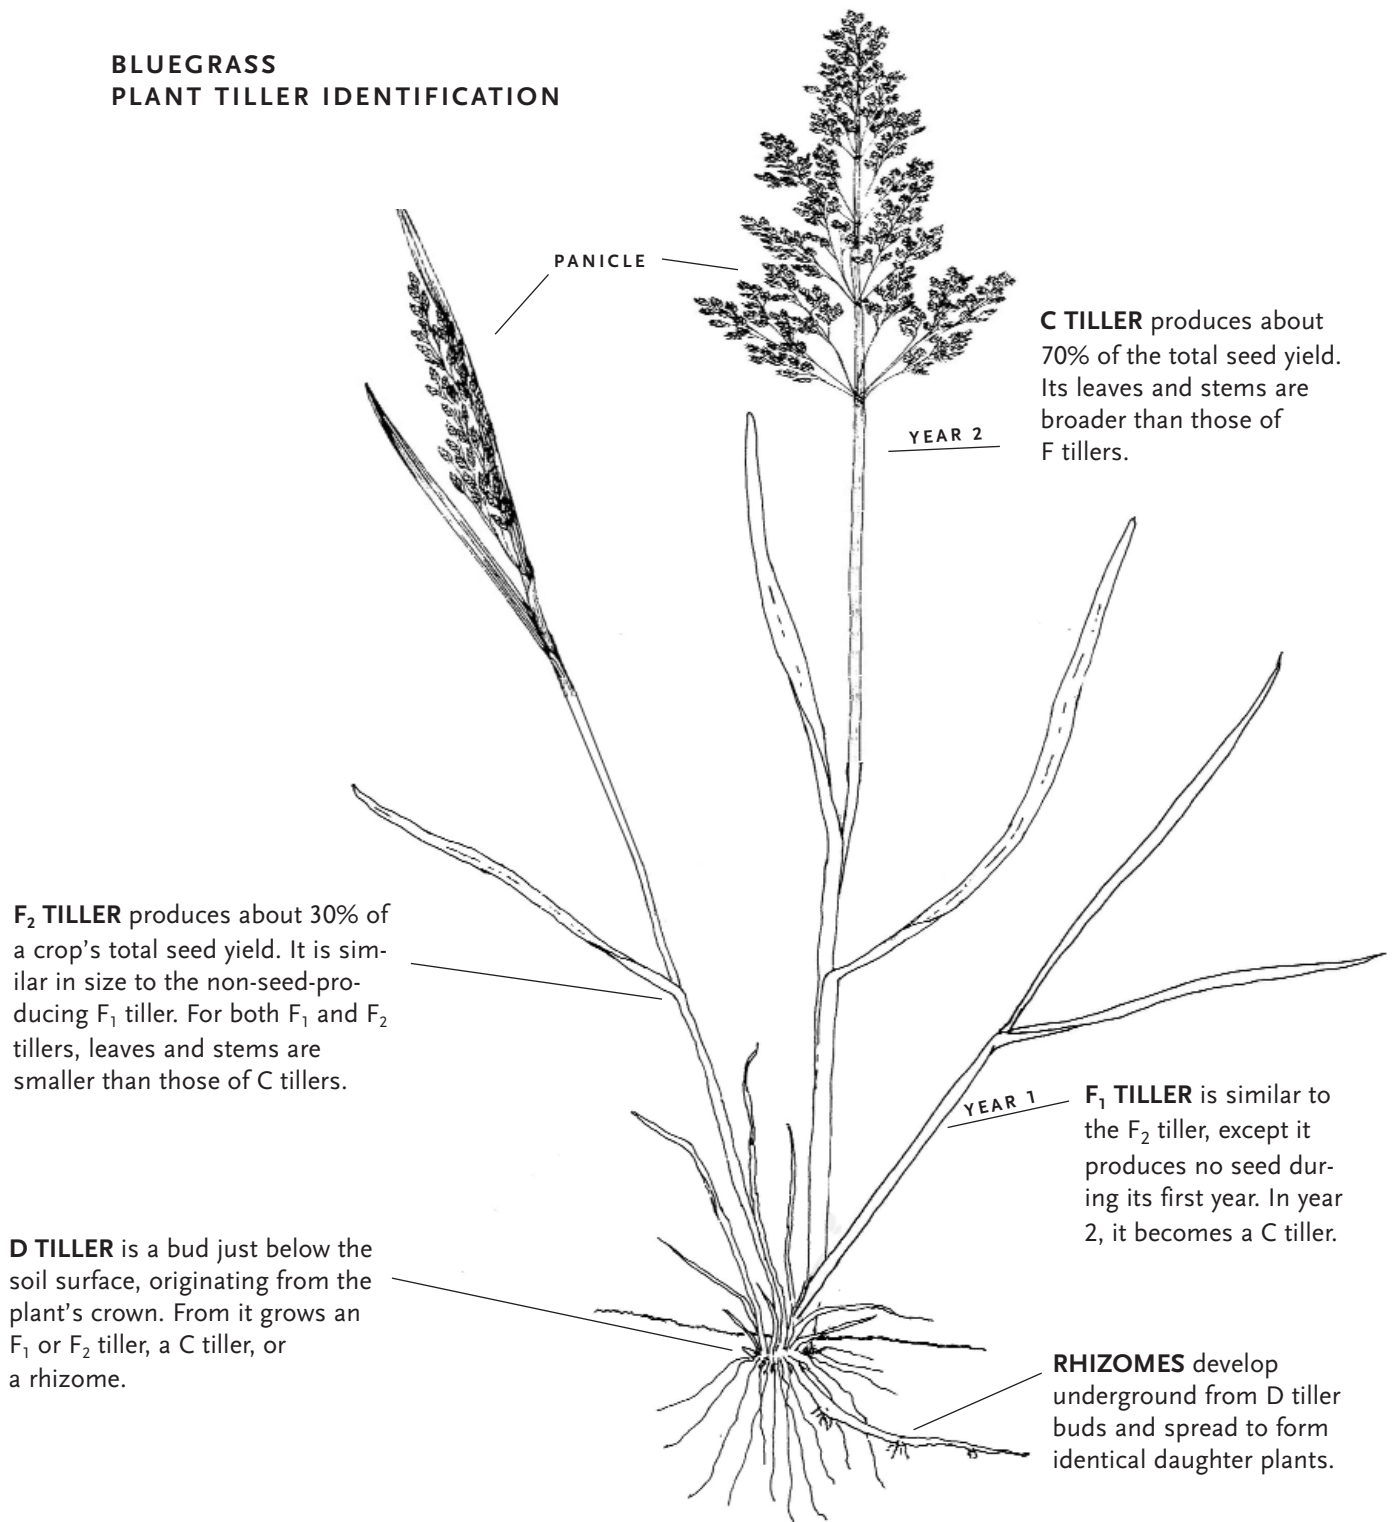 BLUEGRASS
PLANT TILLER IDENTIFICATION
PANICLE
C TILLER produces about
70% of the total seed yield.
Its leaves and stems are
broader than those of
F tillers.
YEAR 2
F₂ TILLER produces about 30% of
a crop's total seed yield. It is sim-
ilar in size to the non-seed-pro-
ducing F₁ tiller. For both F₁ and F₂
tillers, leaves and stems are
smaller than those of C tillers.
YEAR 1
F₁ TILLER is similar to
the F₂ tiller, except it
produces no seed dur-
ing its first year. In year
2, it becomes a C tiller.
D TILLER is a bud just below the
soil surface, originating from the
plant's crown. From it grows an
F₁ or F₂ tiller, a C tiller, or
a rhizome.
RHIZOMES develop
underground from D tiller
buds and spread to form
identical daughter plants.